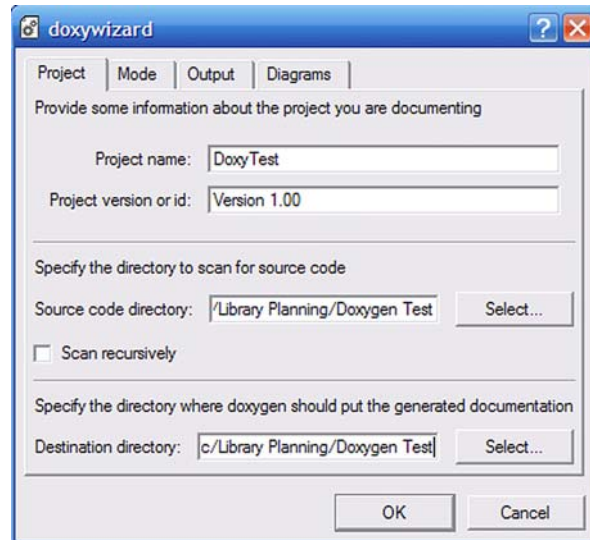 doxywizard
Project Mode Output Diagrams
Provide some information about the project you are documenting
Project name: DoxyTest
Project version or id: Version 1.00
Specify the directory to scan for source code
Source code directory: /Library Planning/Doxygen Test Select...
Scan recursively
Specify the directory where doxygen should put the generated documentation
Destination directory: c/Library Planning/Doxygen Test Select...
OK Cancel